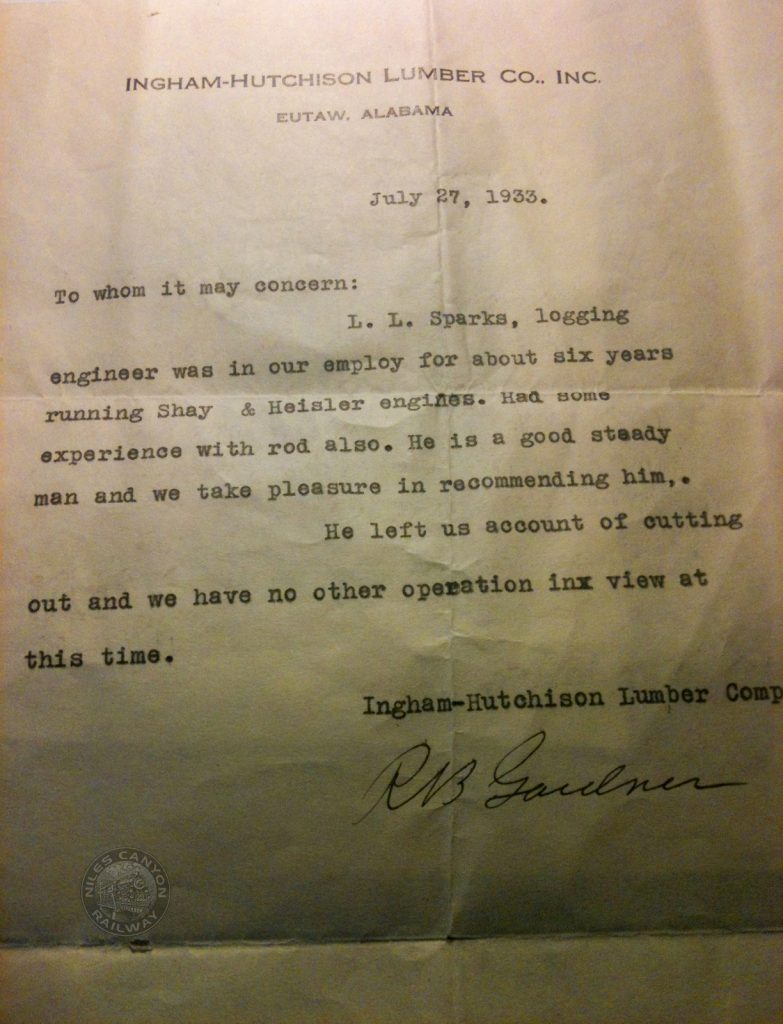 INGHAM-HUTCHISON LUMBER CO., INC.
EUTAW, ALABAMA
July 27, 1933.
To whom it may concern:
L. L. Sparks, logging
engineer was in our employ for about six years
running Shay & Heisler engines. Had some
experience with rod also. He is a good steady
man and we take pleasure in recommending him,.
He left us account of cutting
out and we have no other operation inx view at
this time.
Ingham-Hutchison Lumber Comp
RB Gardner
NILES CANYON
RAILWAY